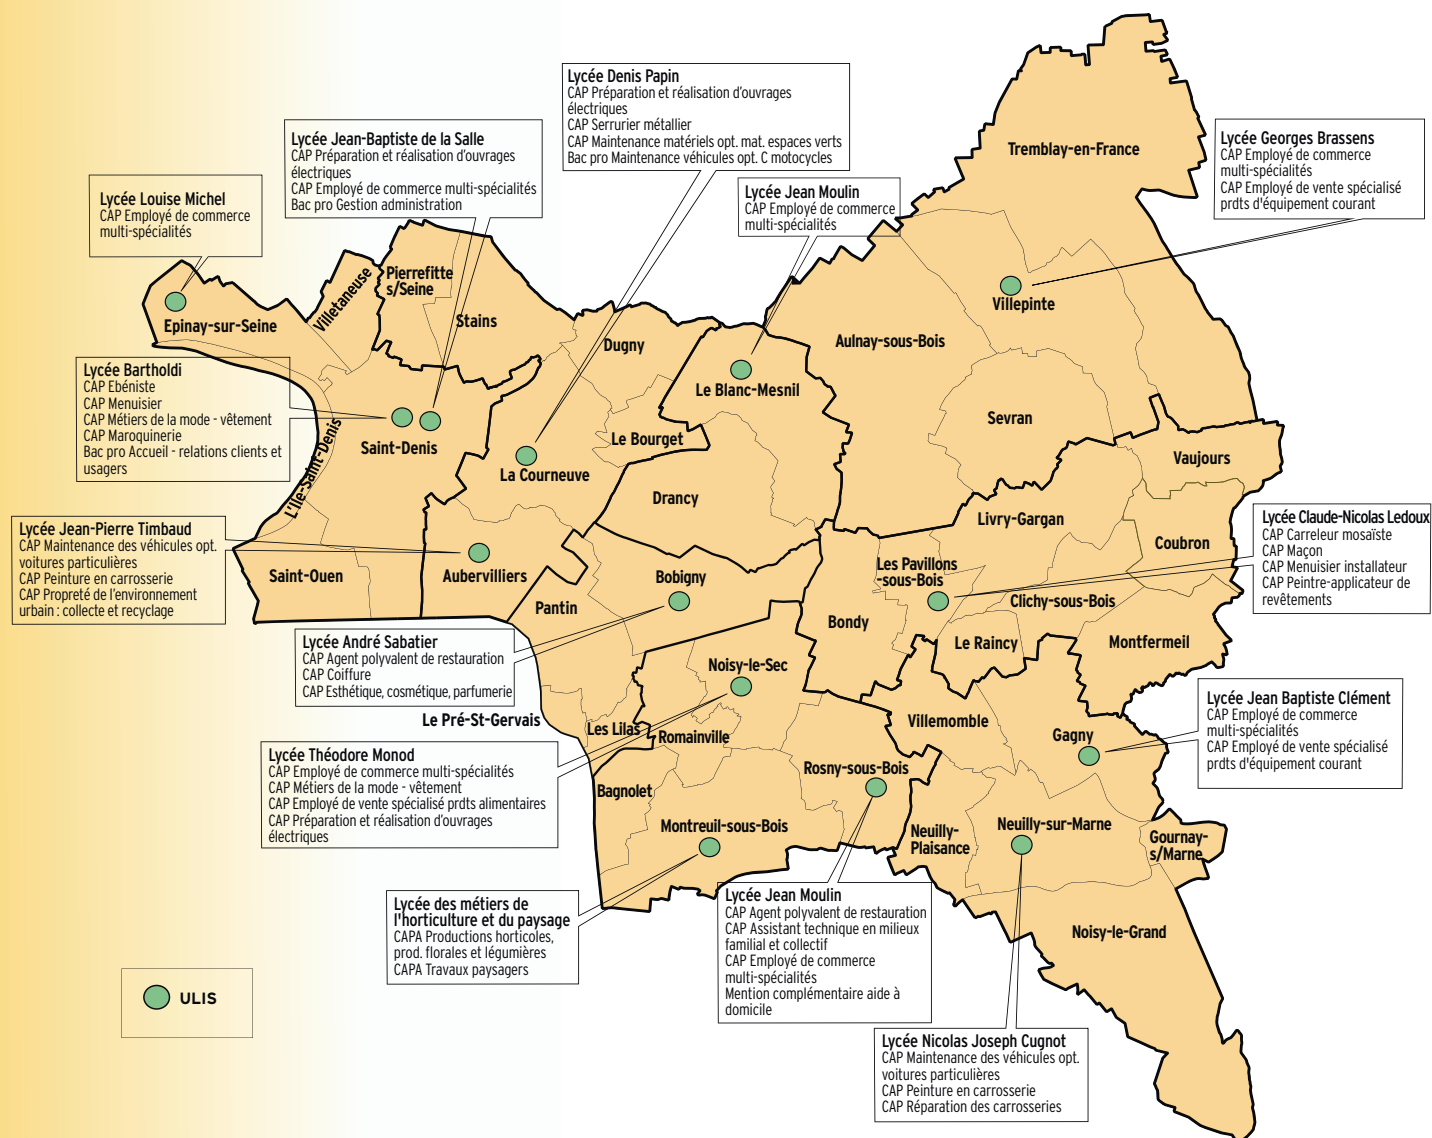 Lycée Denis Papin
CAP Préparation et réalisation d'ouvrages
électriques
CAP Serrurier métallier
CAP Maintenance matériels opt. mat. espaces verts
Bac pro Maintenance véhicules opt. C motocycles
Lycée Jean-Baptiste de la Salle
CAP Préparation et réalisation d'ouvrages
électriques
CAP Employé de commerce multi-spécialités
Bac pro Gestion administration
Lycée Georges Brassens
CAP Employé de commerce
multi-spécialités
CAP Employé de vente spécialisé
prdts d'équipement courant
Lycée Louise Michel
CAP Employé de commerce
multi-spécialités
Lycée Jean Moulin
CAP Employé de commerce
multi-spécialités
Tremblay-en-France
Villetaneuse
Pierrefitte
s/Seine
Stains
Epinay-sur-Seine
Dugny
Villepinte
Aulnay-sous-Bois
Le Blanc-Mesnil
Lycée Bartholdi
CAP Ebéniste
CAP Menuisier
CAP Métiers de la mode - vêtement
CAP Maroquinerie
Bac pro Accueil - relations clients et
usagers
L'Ile-Saint-Denis
Saint-Denis
La Courneuve
Le Bourget
Drancy
Sevran
Vaujours
Livry-Gargan
Coubron
Lycée Jean-Pierre Timbaud
CAP Maintenance des véhicules opt.
voitures particulières
CAP Peinture en carrosserie
CAP Propreté de l'environnement
urbain : collecte et recyclage
Saint-Ouen
Aubervilliers
Pantin
Bobigny
Bondy
Les Pavillons
-sous-Bois
Clichy-sous-Bois
Le Raincy
Montfermeil
Lycée Claude-Nicolas Ledoux
CAP Carreleur mosaïste
CAP Maçon
CAP Menuisier installateur
CAP Peintre-applicateur de
revêtements
Lycée André Sabatier
CAP Agent polyvalent de restauration
CAP Coiffure
CAP Esthétique, cosmétique, parfumerie
Noisy-le-Sec
Le Pré-St-Gervais
Les Lilas
Romainville
Villemomble
Gagny
Lycée Jean Baptiste Clément
CAP Employé de commerce
multi-spécialités
CAP Employé de vente spécialisé
prdts d'équipement courant
Lycée Théodore Monod
CAP Employé de commerce multi-spécialités
CAP Métiers de la mode - vêtement
CAP Employé de vente spécialisé prdts alimentaires
CAP Préparation et réalisation d'ouvrages
électriques
Bagnolet
Rosny-sous-Bois
Montreuil-sous-Bois
Neuilly-
Plaisance
Neuilly-sur-Marne
Gournay-
s/Marne
Noisy-le-Grand
Lycée des métiers de
l'horticulture et du paysage
CAPA Productions horticoles,
prod. florales et légumières
CAPA Travaux paysagers
Lycée Jean Moulin
CAP Agent polyvalent de restauration
CAP Assistant technique en milieux
familial et collectif
CAP Employé de commerce
multi-spécialités
Mention complémentaire aide à
domicile
Lycée Nicolas Joseph Cugnot
CAP Maintenance des véhicules opt.
voitures particulières
CAP Peinture en carrosserie
CAP Réparation des carrosseries
ULIS